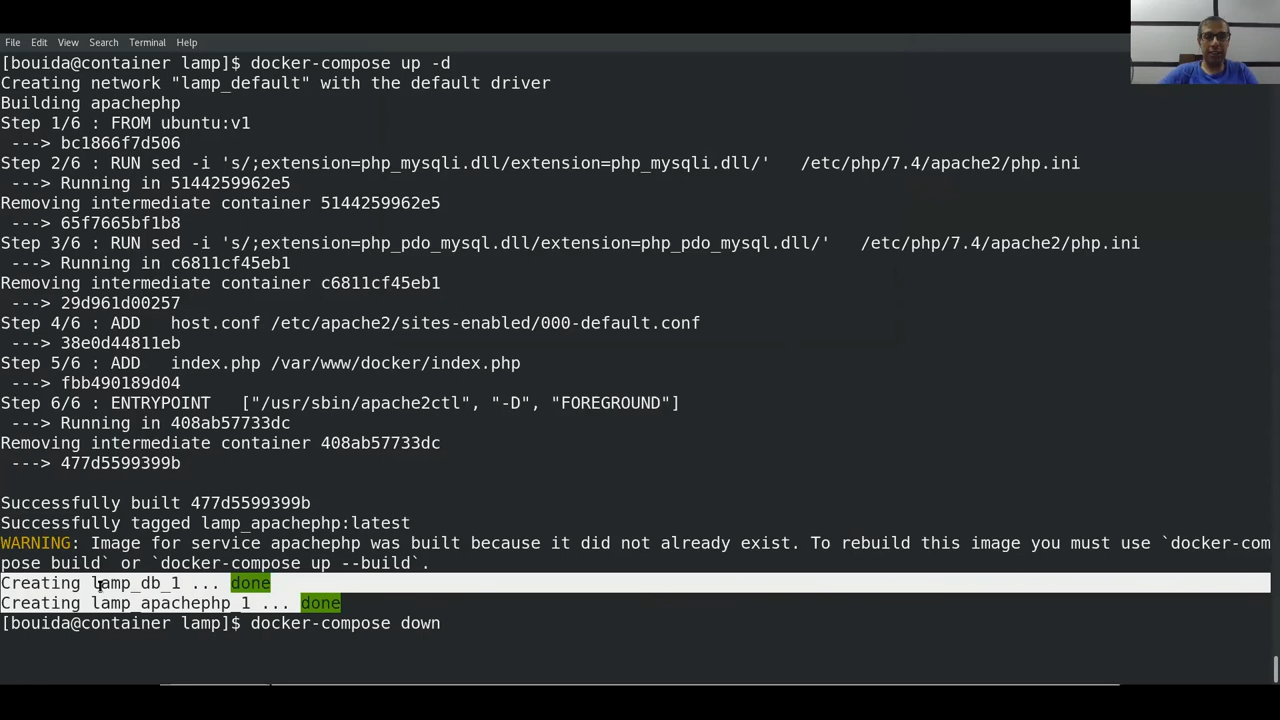 File Edit View Search Terminal Help
[bouida@container lamp]$ docker-compose up -d
Creating network "lamp_default" with the default driver
Building apachephp
Step 1/6 : FROM ubuntu:v1
 ---> bc1866f7d506
Step 2/6 : RUN sed -i 's/;extension=php_mysqli.dll/extension=php_mysqli.dll/'   /etc/php/7.4/apache2/php.ini
 ---> Running in 5144259962e5
Removing intermediate container 5144259962e5
 ---> 65f7665bf1b8
Step 3/6 : RUN sed -i 's/;extension=php_pdo_mysql.dll/extension=php_pdo_mysql.dll/'   /etc/php/7.4/apache2/php.ini
 ---> Running in c6811cf45eb1
Removing intermediate container c6811cf45eb1
 ---> 29d961d00257
Step 4/6 : ADD   host.conf /etc/apache2/sites-enabled/000-default.conf
 ---> 38e0d44811eb
Step 5/6 : ADD   index.php /var/www/docker/index.php
 ---> fbb490189d04
Step 6/6 : ENTRYPOINT   ["/usr/sbin/apache2ctl", "-D", "FOREGROUND"]
 ---> Running in 408ab57733dc
Removing intermediate container 408ab57733dc
 ---> 477d5599399b
Successfully built 477d5599399b
Successfully tagged lamp_apachephp:latest
WARNING: Image for service apachephp was built because it did not already exist. To rebuild this image you must use `docker-com
pose build` or `docker-compose up --build`.
Creating lamp_db_1 ... done
Creating lamp_apachephp_1 ... done
[bouida@container lamp]$ docker-compose down